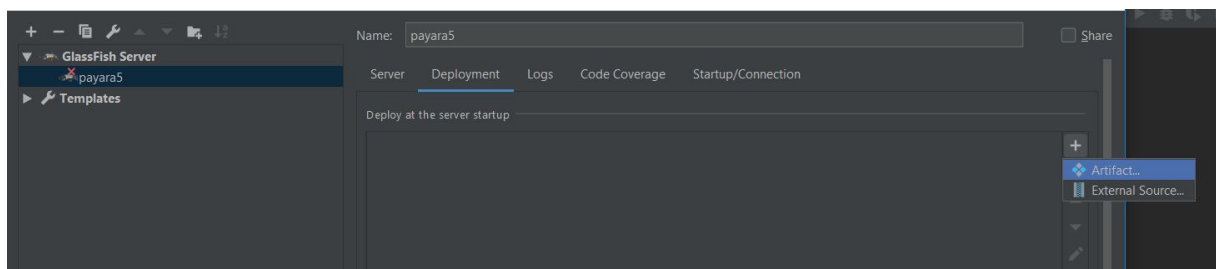 Name: payara5 Share
GlassFish Server
payara5
Templates
Server Deployment Logs Code Coverage Startup/Connection
Deploy at the server startup
Artifact...
External Source...